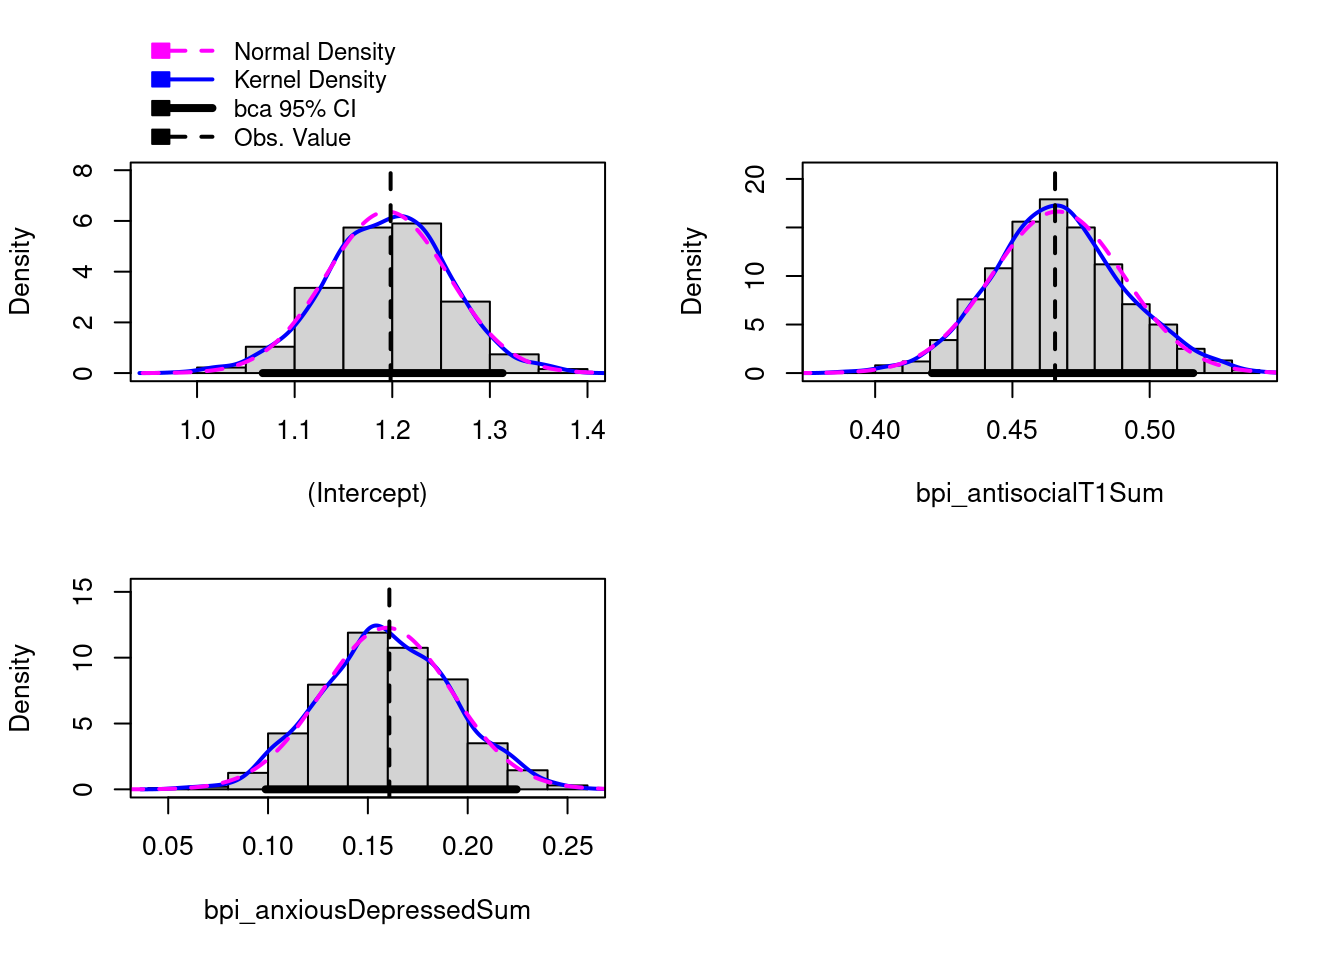 Normal Density
Kernel Density
bca 95% CI
Obs. Value
Density
0 2 4 6 8
1.0 1.1 1.2 1.3 1.4
(Intercept)
Density
0 5 10 20
0.40 0.45 0.50
bpi_antisocialT1Sum
Density
0 5 10 15
0.05 0.10 0.15 0.20 0.25
bpi_anxiousDepressedSum